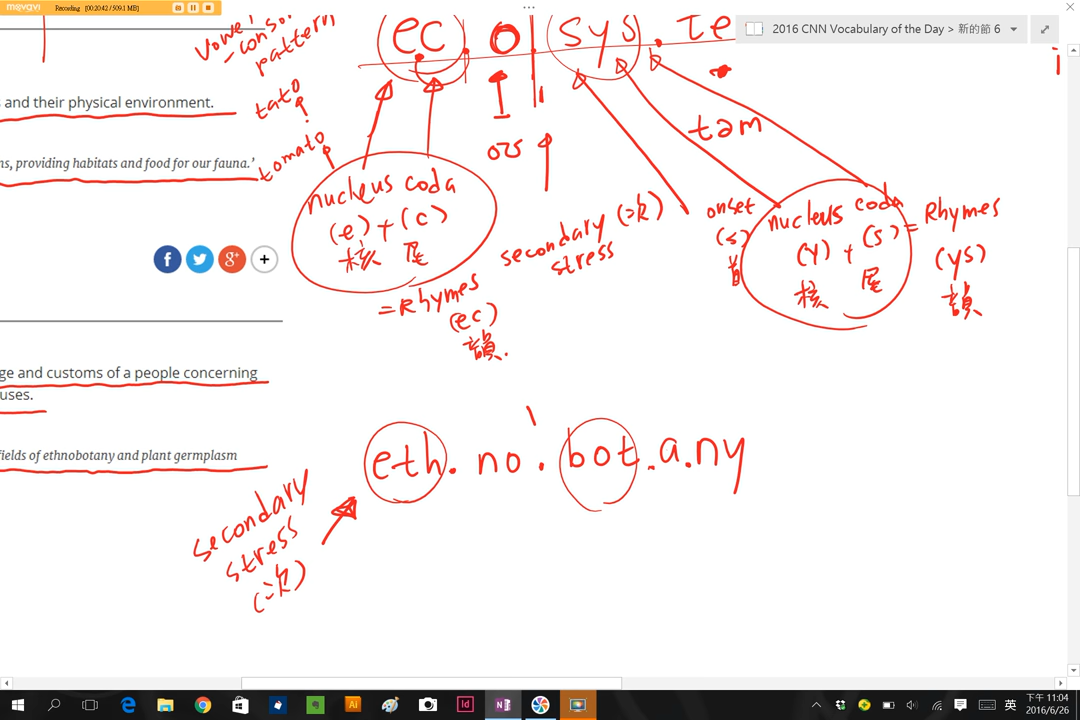 movavi
Recording [00:20:42 / 509.1 MB]
2016 CNN Vocabulary of the Day > 新的節 6
pattern
ec. o. sys. te
s and their physical environment.
tato
ns, providing habitats and food for our fauna.'
tomato
təm
nucleus coda
(e) + (c)
核 尾
= Rhymes
(ec)
韻.
secondary (次)
stress
onset
(s)
首
nucleus coda
(y) + (s)
核 尾
= Rhymes
(ys)
韻
ge and customs of a people concerning
uses.
fields of ethnobotany and plant germplasm
eth. no. bot. a. ny
secondary
stress
(次)
英
下午 11:04
2016/6/26